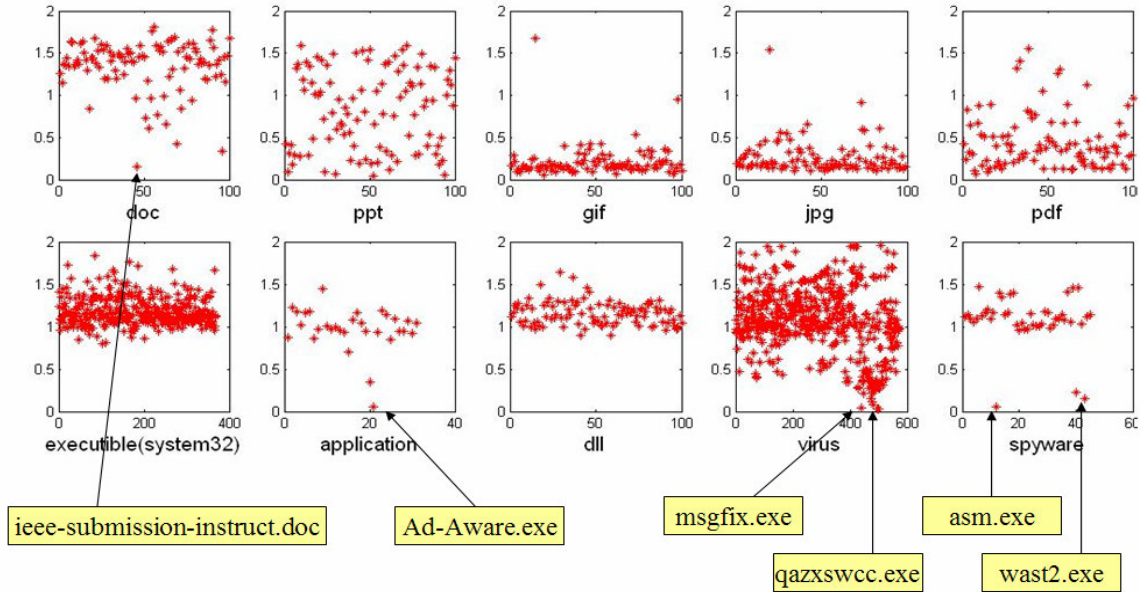 2 2 2 2 2
1.5 1.5 1.5 1.5 1.5
1 1 1 1 1
0.5 0.5 0.5 0.5 0.5
0 0 0 0 0
0 50 100 0 50 100 0 50 100 0 50 100 0 50
doc ppt gif jpg pdf
2 2 2 2 2
1.5 1.5 1.5 1.5 1.5
1 1 1 1 1
0.5 0.5 0.5 0.5 0.5
0 0 0 0 0
0 200 400 0 20 40 0 50 100 0 200 400 600 0 20 40 60
executible(system32) application dll virus spyware
ieee-submission-instruct.doc
Ad-Aware.exe
msgfix.exe
asm.exe
qazxswcc.exe
wast2.exe